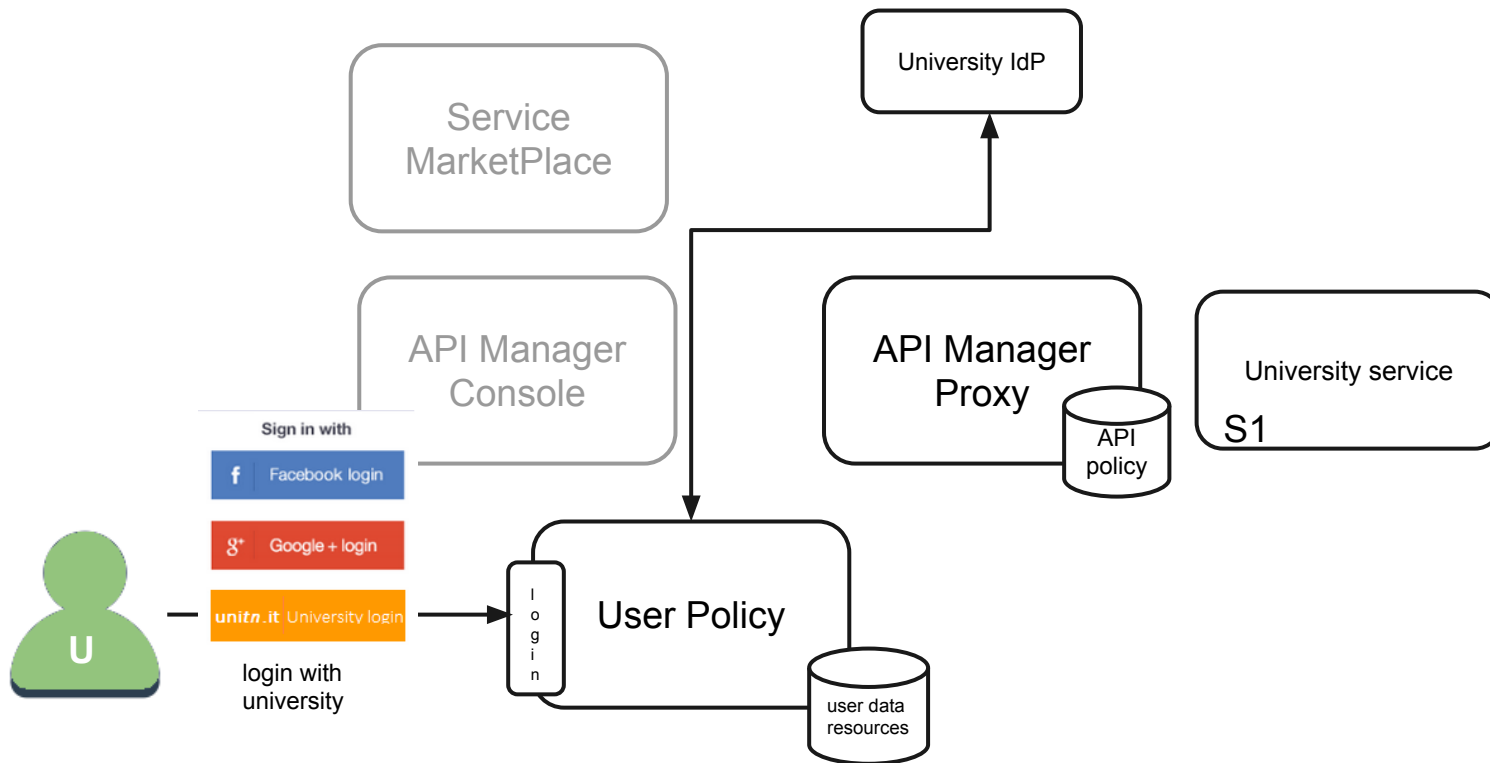 University IdP
Service
MarketPlace
API Manager
Console
API Manager
Proxy
API
policy
University service
S1
Sign in with
f Facebook login
g+ Google + login
unitn.it University login
login with
university
U
login
User Policy
user data
resources